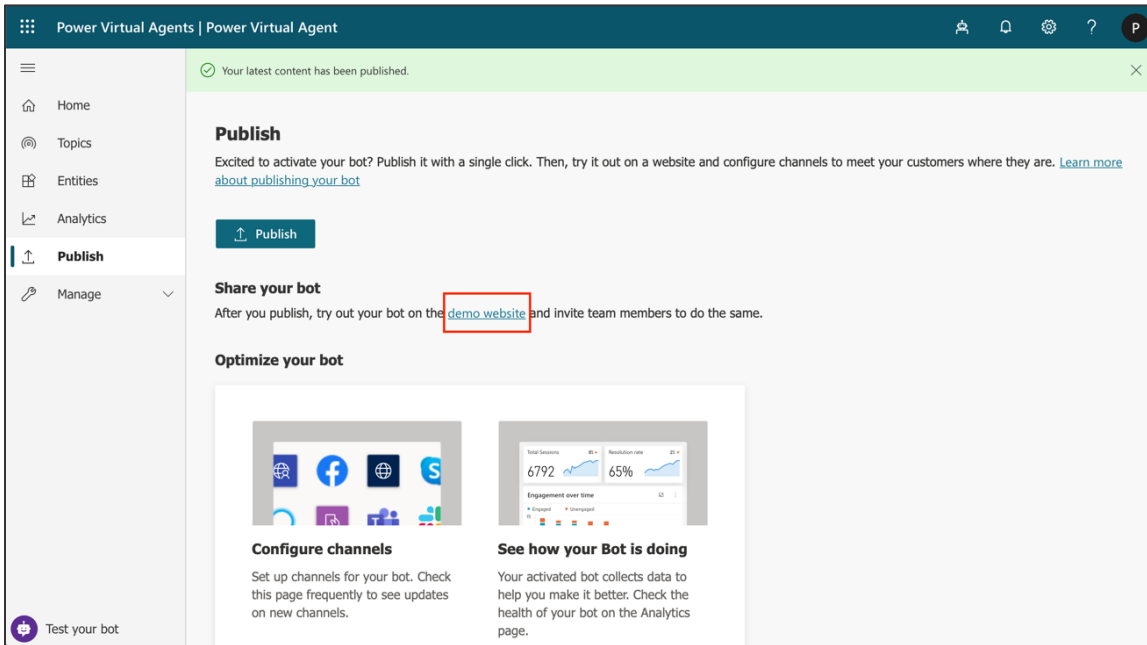 Power Virtual Agents | Power Virtual Agent
?
P
Your latest content has been published.
Home
Topics
Entities
Analytics
Publish
Manage
Test your bot
Publish
Excited to activate your bot? Publish it with a single click. Then, try it out on a website and configure channels to meet your customers where they are. Learn more
about publishing your bot
Publish
Share your bot
After you publish, try out your bot on the demo website and invite team members to do the same.
Optimize your bot
Total Sessions
Resolution rate
6792
65%
Engagement over time
Engaged Unengaged
Configure channels
Set up channels for your bot. Check
this page frequently to see updates
on new channels.
See how your Bot is doing
Your activated bot collects data to
help you make it better. Check the
health of your bot on the Analytics
page.